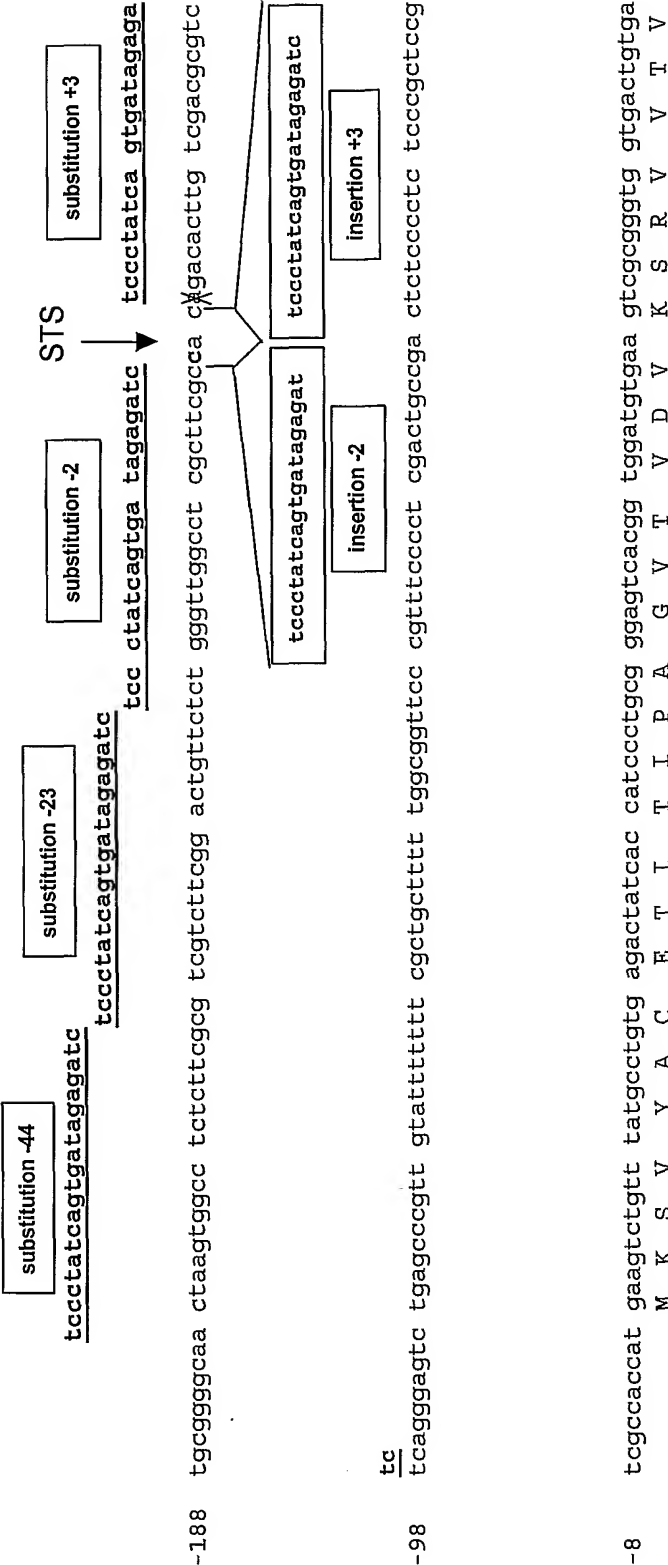 substitution -44
substitution -23
substitution -2
STS
substitution +3
tccctatcagtgatagagatc
tccctatcagtgatagagatc
tcc ctatcagtga tagagatc
tccctatca gtgatagaga
-188 tgcggggcaa ctaagtggcc tctcttcgcg tcgtcttcgg actgttctct gggttggcct cgcttcgcca cagacacttg tcgacgcgtc
tccctatcagtgatagagat
tccctatcagtgatagagatc
insertion -2
insertion +3
tc
-98 tcagggagtc tgagcccgtt gtattttttt cgctgctttt tggcggttcc cgtttcccct cgactgccga ctctcccctc tcccgctccg
-8 tcgccaccat gaagtctgtt tatgcctgtg agactatcac catccctgcg ggagtcacgg tggatgtgaa gtcgcgggtg gtgactgtga
M K S V Y A C E T I T I P A G V T V D V K S R V V T V